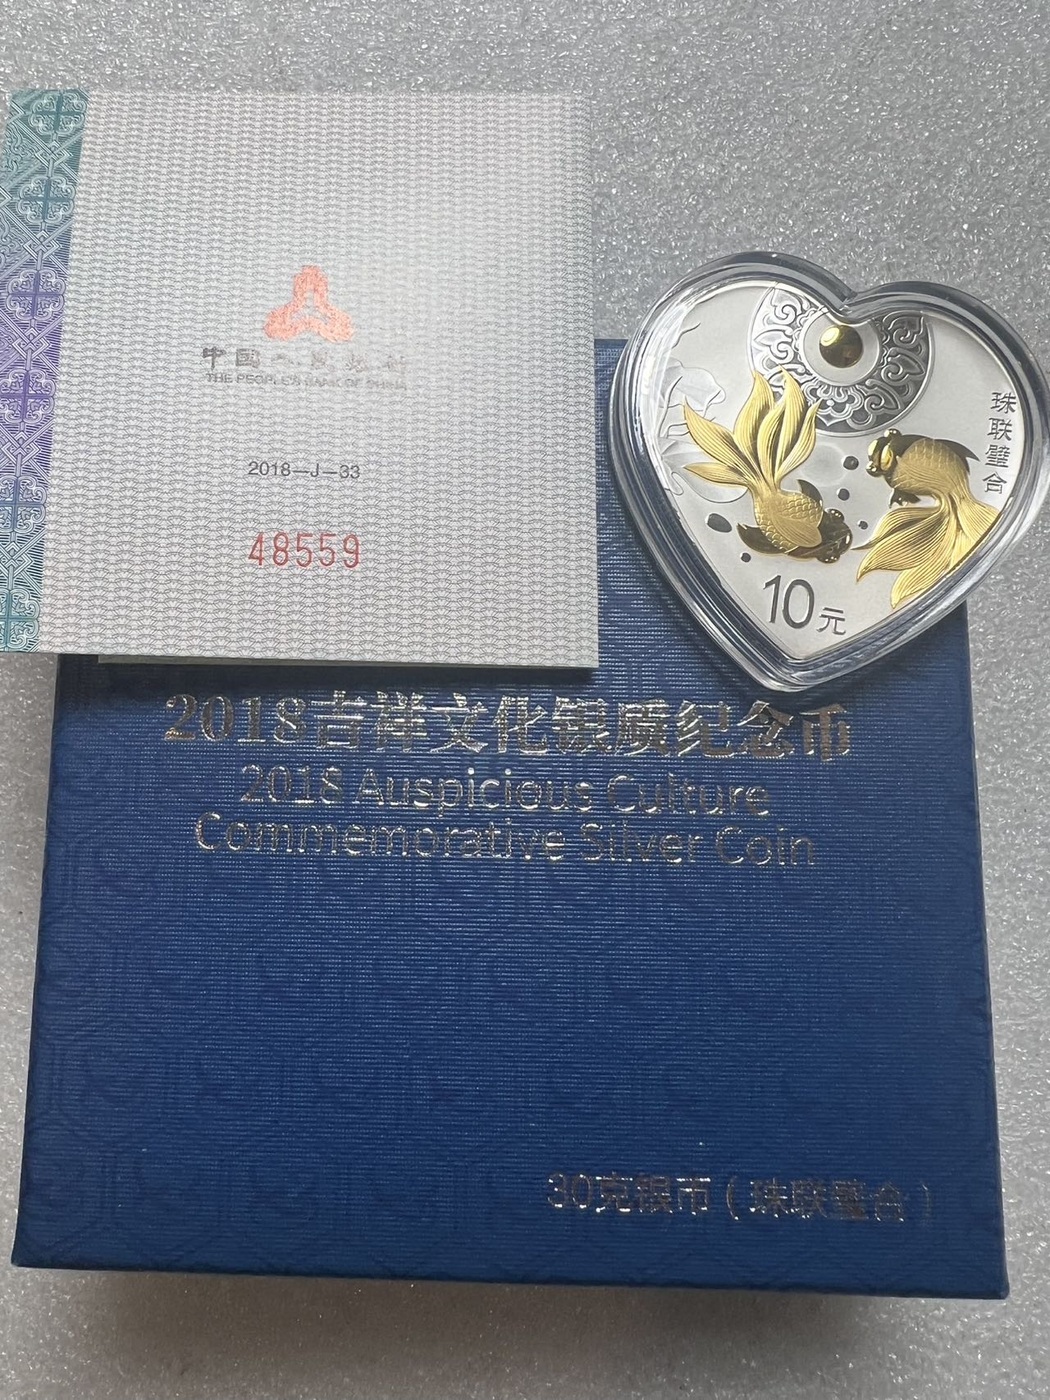 中國人民銀行
THE PEOPLE'S BANK OF CHINA
2018-J-33
48559
珠联璧合
10元
2018吉祥文化银质纪念币
2018 Auspicious Culture
Commemorative Silver Coin
30克银币(珠联璧合)